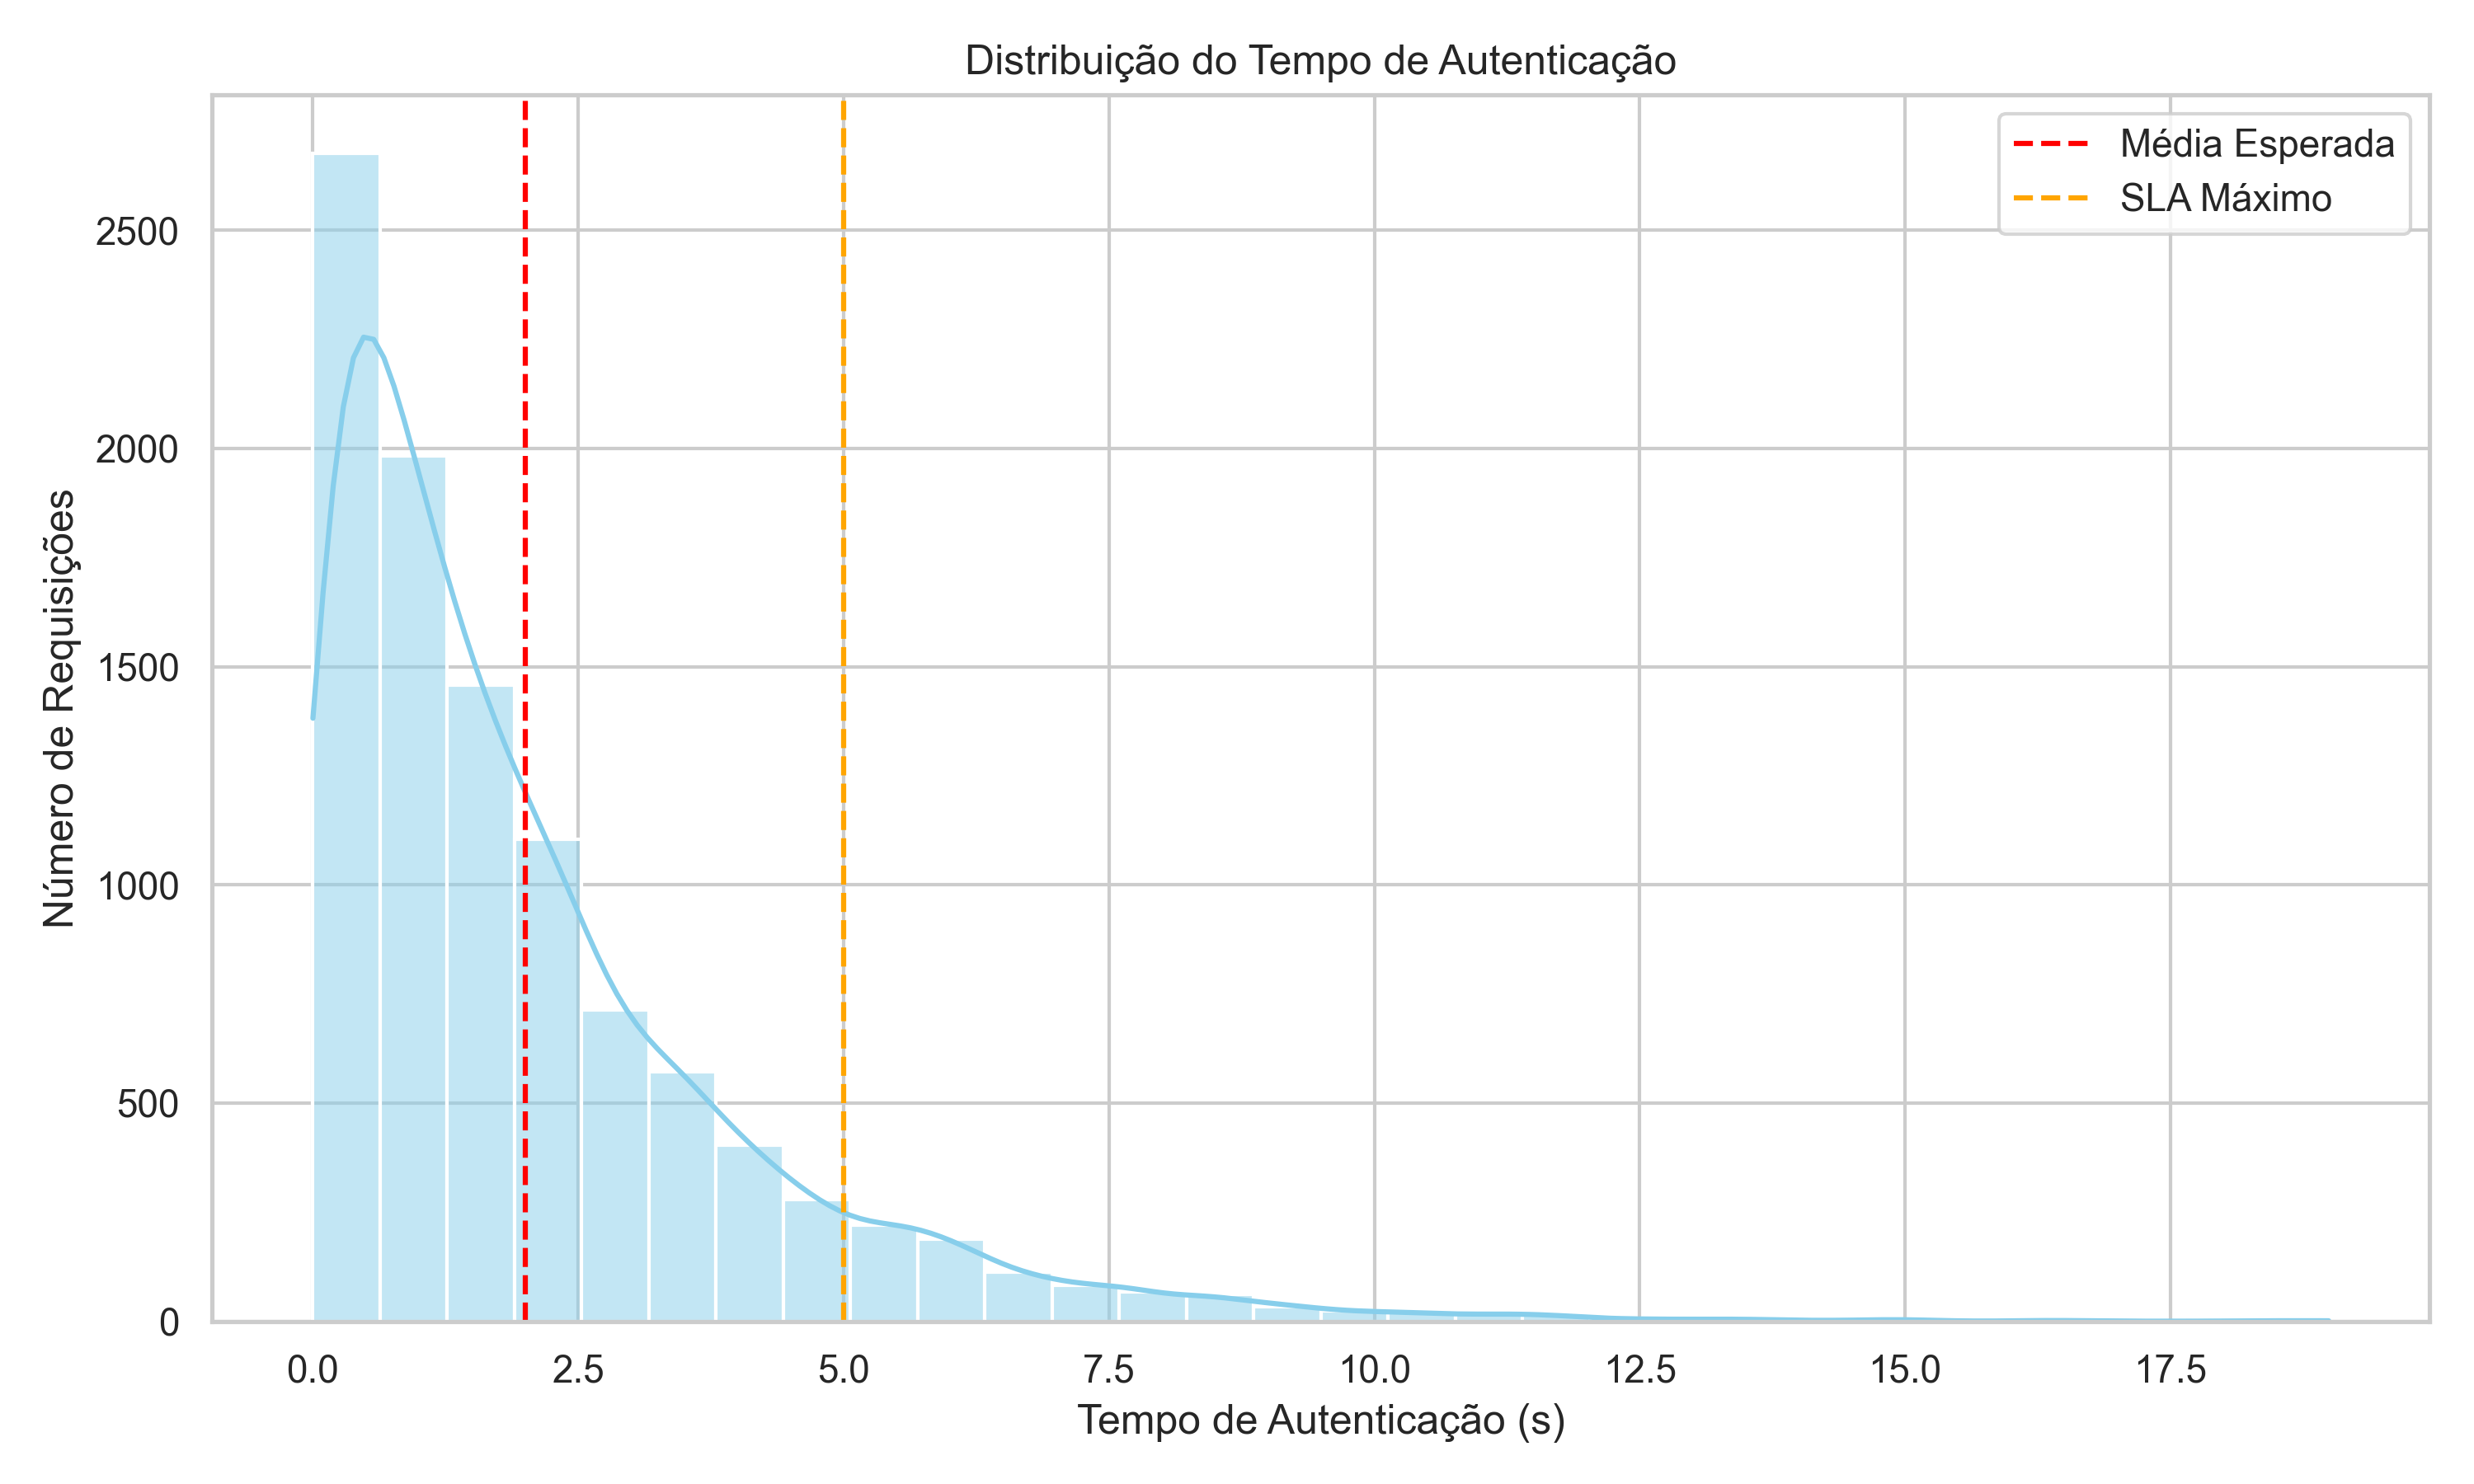 Distribuição do Tempo de Autenticação
Média Esperada
SLA Máximo
Número de Requisições
2500
2000
1500
1000
500
0
0.0 2.5 5.0 7.5 10.0 12.5 15.0 17.5
Tempo de Autenticação (s)